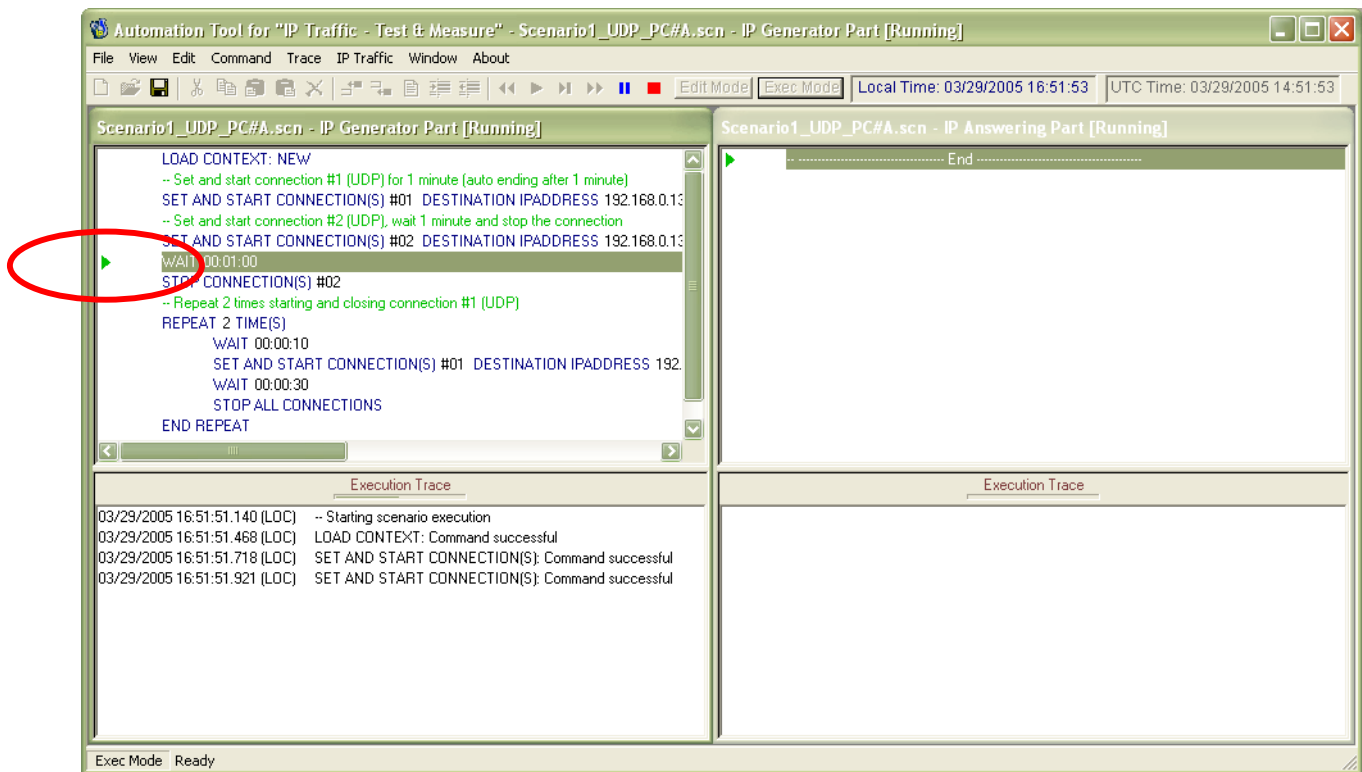 Automation Tool for "IP Traffic - Test & Measure" - Scenario1_UDP_PC#A.scn - IP Generator Part [Running]
File View Edit Command Trace IP Traffic Window About
Edit Mode Exec Mode Local Time: 03/29/2005 16:51:53 UTC Time: 03/29/2005 14:51:53
Scenario1_UDP_PC#A.scn - IP Generator Part [Running]
LOAD CONTEXT: NEW
-- Set and start connection #1 (UDP) for 1 minute (auto ending after 1 minute)
SET AND START CONNECTION(S) #01 DESTINATION IPADDRESS 192.168.0.13
-- Set and start connection #2 (UDP), wait 1 minute and stop the connection
SET AND START CONNECTION(S) #02 DESTINATION IPADDRESS 192.168.0.13
WAIT 00:01:00
STOP CONNECTION(S) #02
-- Repeat 2 times starting and closing connection #1 (UDP)
REPEAT 2 TIME(S)
WAIT 00:00:10
SET AND START CONNECTION(S) #01 DESTINATION IPADDRESS 192.
WAIT 00:00:30
STOP ALL CONNECTIONS
END REPEAT
Execution Trace
03/29/2005 16:51:51.140 (LOC) -- Starting scenario execution
03/29/2005 16:51:51.468 (LOC) LOAD CONTEXT: Command successful
03/29/2005 16:51:51.718 (LOC) SET AND START CONNECTION(S): Command successful
03/29/2005 16:51:51.921 (LOC) SET AND START CONNECTION(S): Command successful
Scenario1_UDP_PC#A.scn - IP Answering Part [Running]
-- ------------------------------------ End ------------------------------------------
Execution Trace
Exec Mode Ready